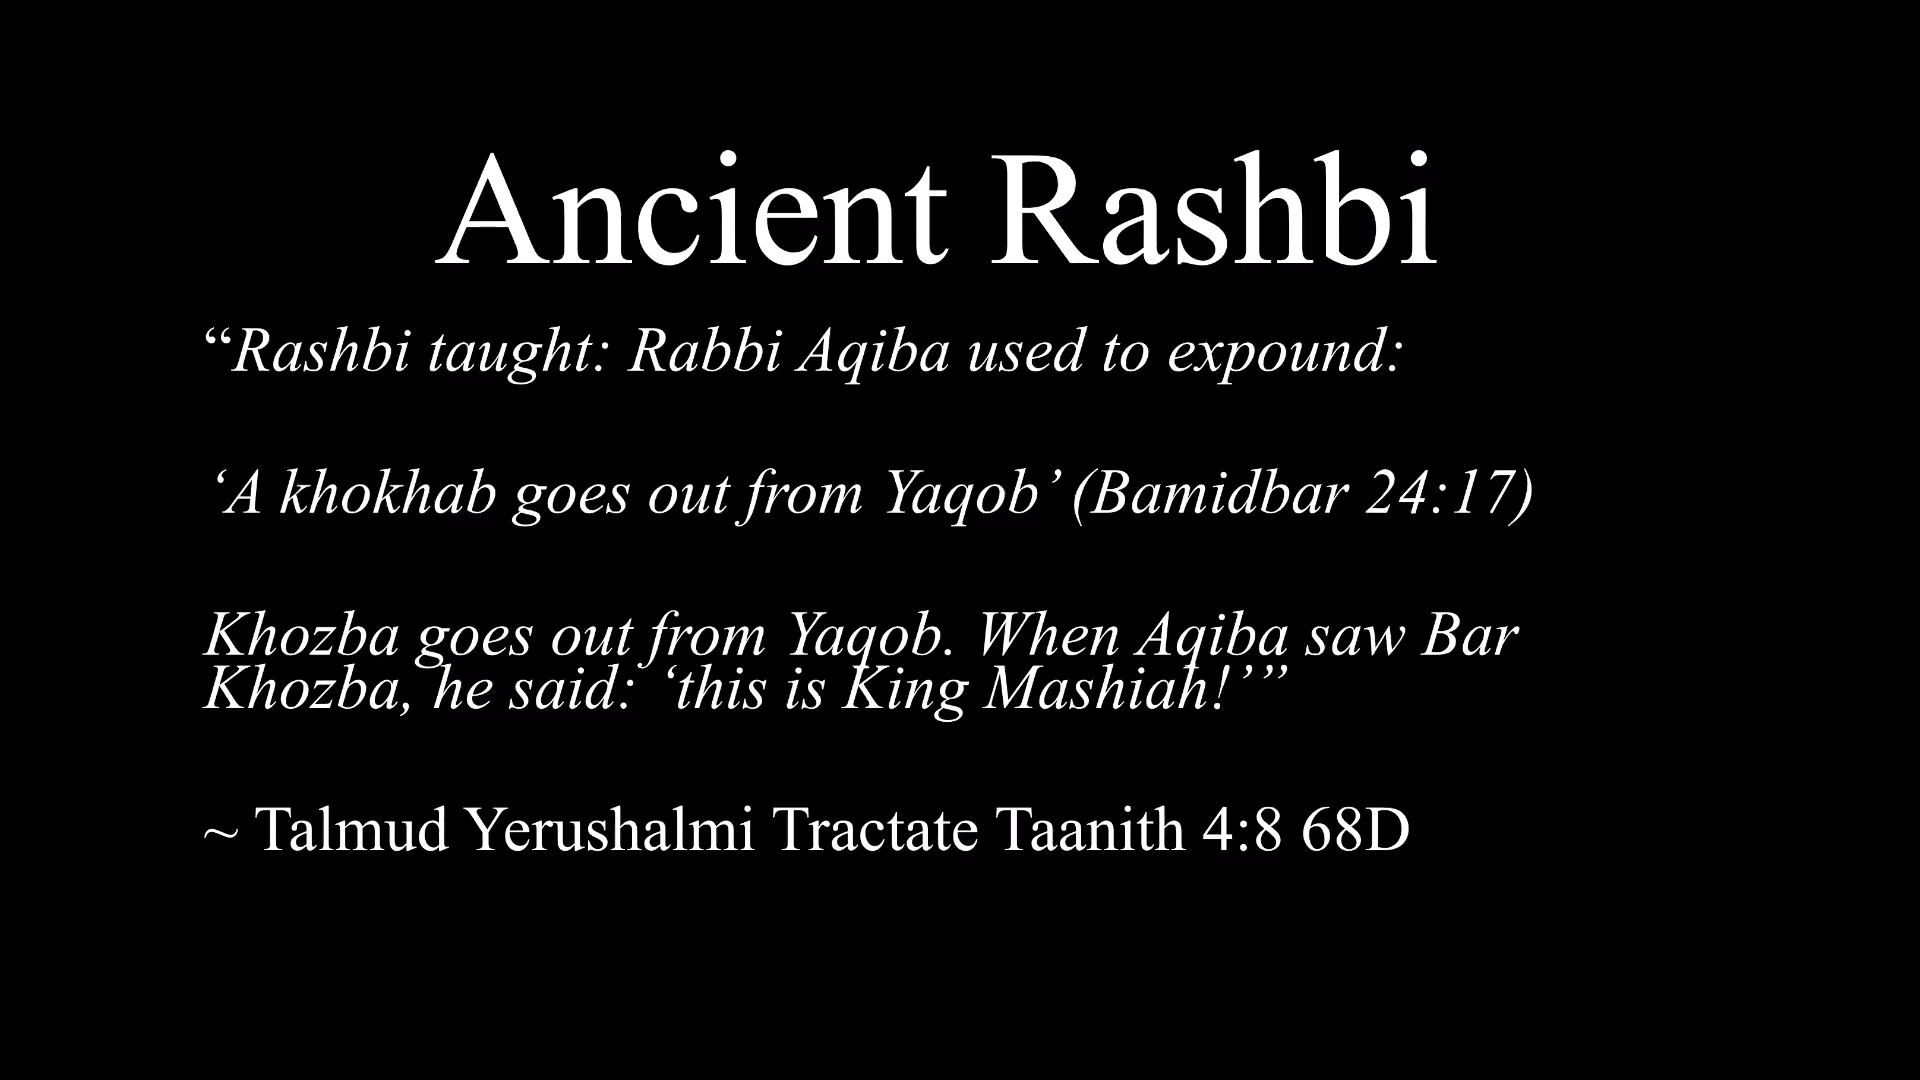 Ancient Rashbi
“Rashbi taught: Rabbi Aqiba used to expound:
‘A khokhab goes out from Yaqob’ (Bamidbar 24:17)
Khozba goes out from Yaqob. When Aqiba saw Bar
Khozba, he said: ‘this is King Mashiah!’”
~ Talmud Yerushalmi Tractate Taanith 4:8 68D